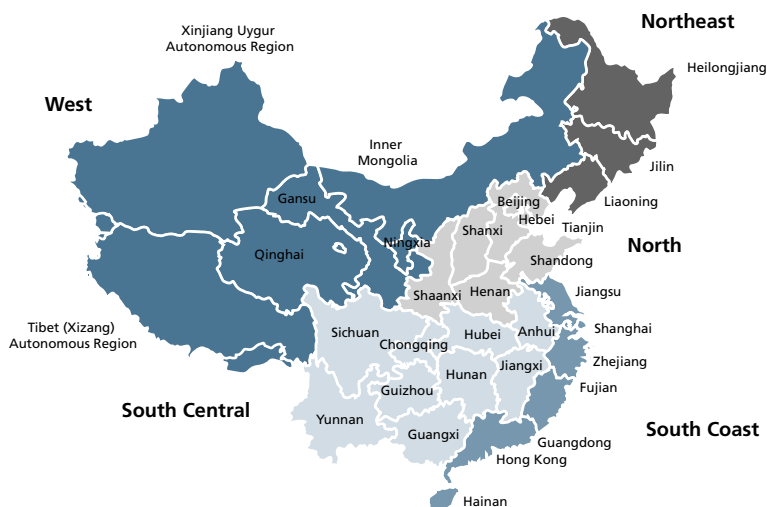 Northeast
Xinjiang Uygur
Autonomous Region
Heilongjiang
West
Inner
Mongolia
Jilin
Gansu
Beijing
Liaoning
Hebei
Tianjin
Shanxi
Ningxia
North
Qinghai
Shandong
Shaanxi
Henan
Jiangsu
Tibet (Xizang)
Autonomous Region
Sichuan
Chongqing
Hubei
Anhui
Shanghai
Zhejiang
Hunan
Jiangxi
Guizhou
Fujian
South Central
Yunnan
Guangxi
South Coast
Guangdong
Hong Kong
Hainan